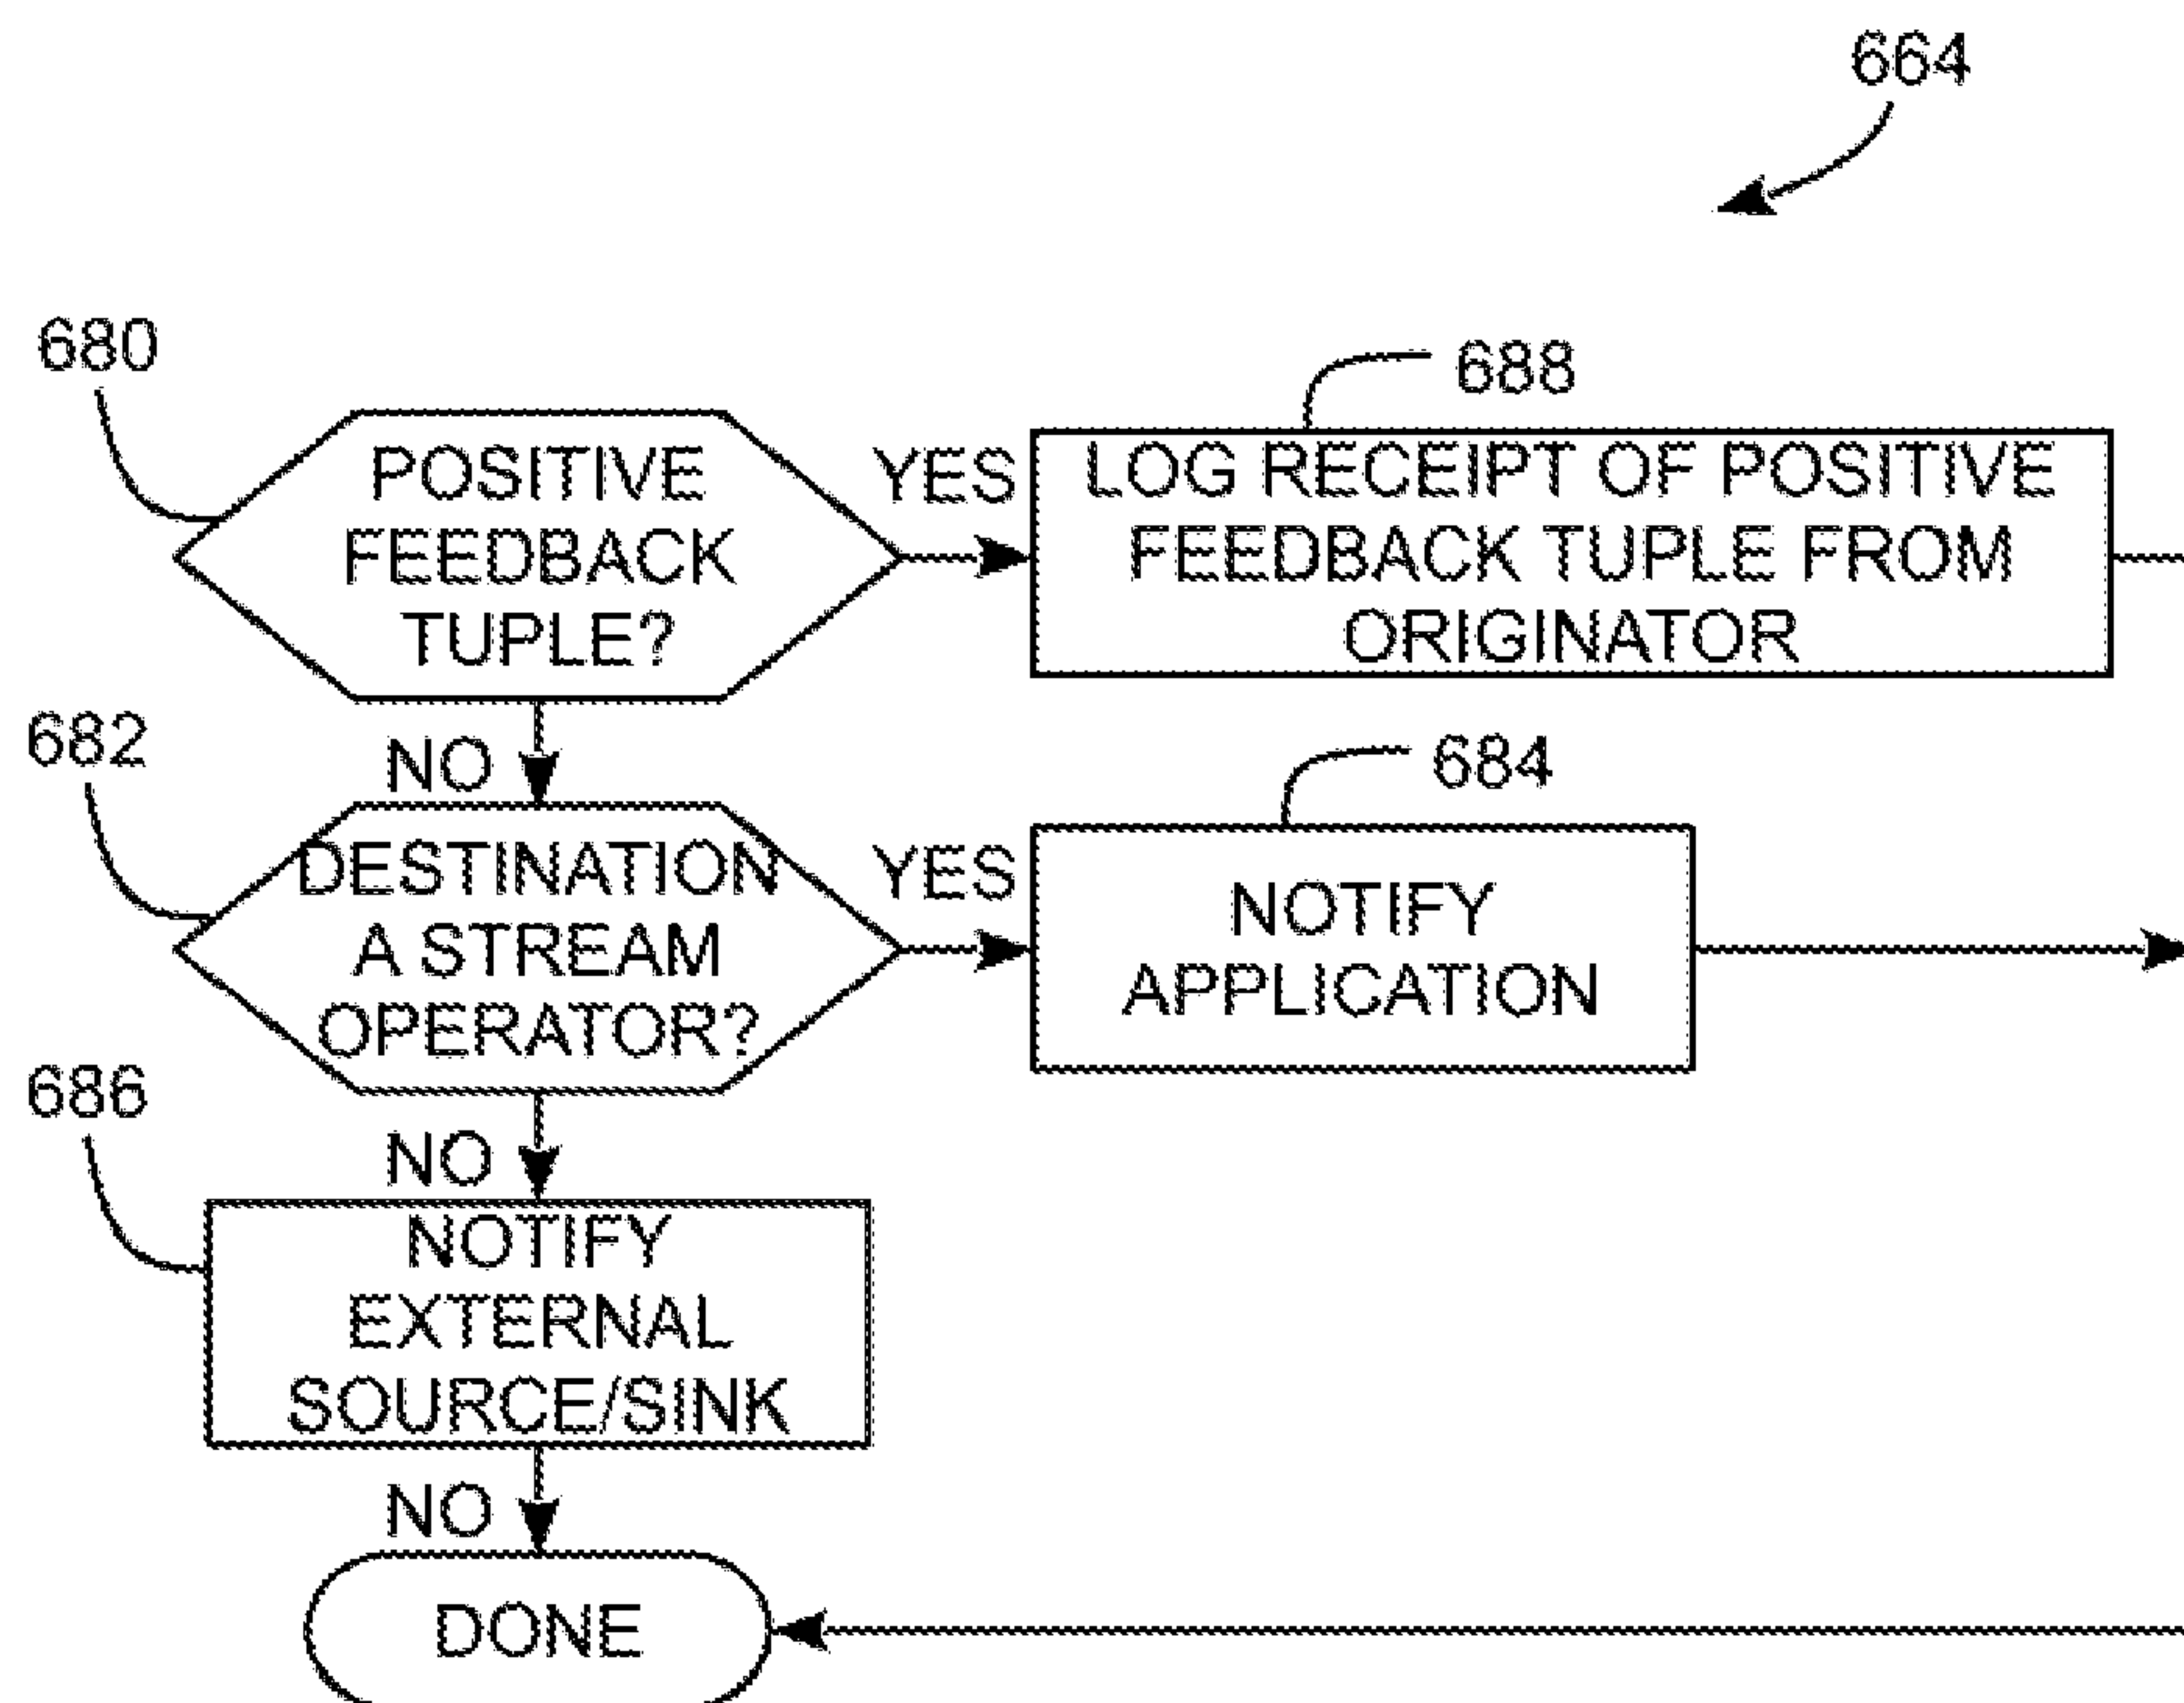 664
680
688
POSITIVE
FEEDBACK
TUPLE?
YES
LOG RECEIPT OF POSITIVE
FEEDBACK TUPLE FROM
ORIGINATOR
NO
682
684
DESTINATION
A STREAM
OPERATOR?
YES
NOTIFY
APPLICATION
NO
686
NOTIFY
EXTERNAL
SOURCE/SINK
NO
DONE